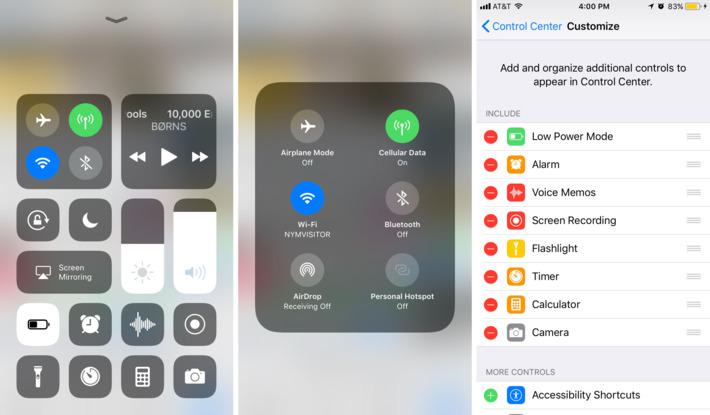 ools 10,000 E
BØRNS
Screen
Mirroring
Airplane Mode
Off
Cellular Data
On
Wi-Fi
NYMVISITOR
Bluetooth
Off
AirDrop
Receiving Off
Personal Hotspot
Off
AT&T 4:00 PM 83%
Control Center Customize
Add and organize additional controls to
appear in Control Center.
INCLUDE
Low Power Mode
Alarm
Voice Memos
Screen Recording
Flashlight
Timer
Calculator
Camera
MORE CONTROLS
Accessibility Shortcuts